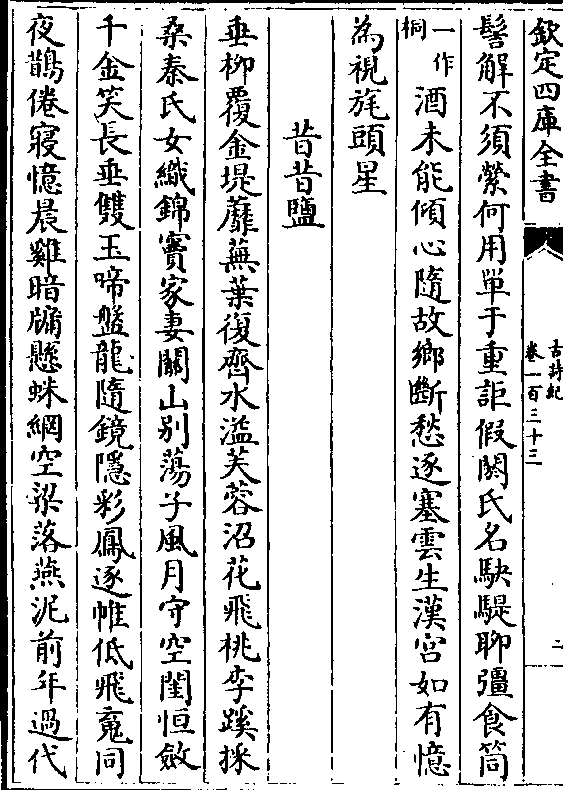 欽定四庫全書
古詩紀
卷一百三十三
二
髻解不須縈何用單于重詎假閼氏名駃騠聊彊食筒
一作桐
酒未能傾心隨故鄉斷愁逐塞雲生漢宫如有憶
為視旄頭星
昔昔鹽
垂柳覆金堤蘼蕪葉復齊水溢芙蓉沼花飛桃李蹊採
桑秦氏女織錦竇家妻關山别蕩子風月守空閨恒斂
千金笑長垂雙玉啼盤龍隨鏡隱彩鳳逐帷低飛䰟同
夜鵲倦寢憶晨雞暗牖懸蛛網空梁落燕泥前年過代